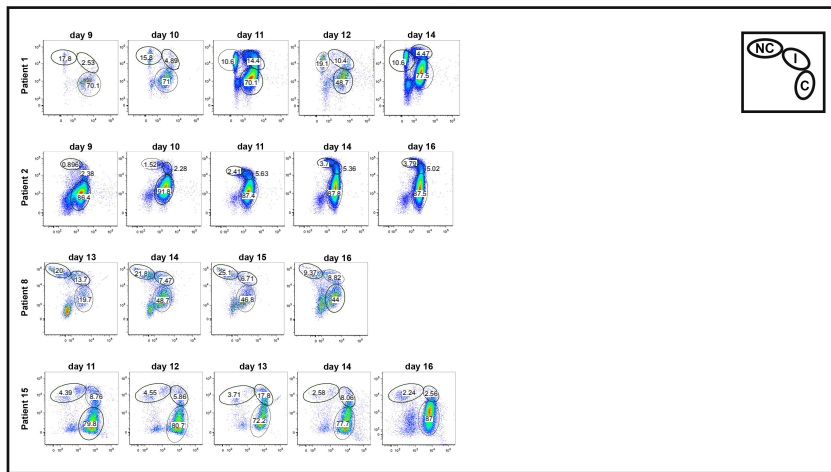 day 9 day 10 day 11 day 12 day 14
Patient 1
17.8 2.53 70.1
15.8 4.89 71
10.6 14.4 70.1
19.1 10.4 48.7
10.6 4.47 77.5
NC
I
C
day 9 day 10 day 11 day 14 day 16
Patient 2
0.896 2.38 86.4
1.52 2.28 91.8
2.41 5.63 87.4
3.7 5.36 87.8
3.79 5.02 87.5
day 13 day 14 day 15 day 16
Patient 8
20 13.7 19.7
21.8 7.47 48.7
25.1 6.71 46.8
9.37 8.82 44
day 11 day 12 day 13 day 14 day 16
Patient 15
4.39 8.76 79.8
4.55 5.86 80.7
3.71 17.8 72.2
2.58 8.06 77.7
2.24 2.56 87